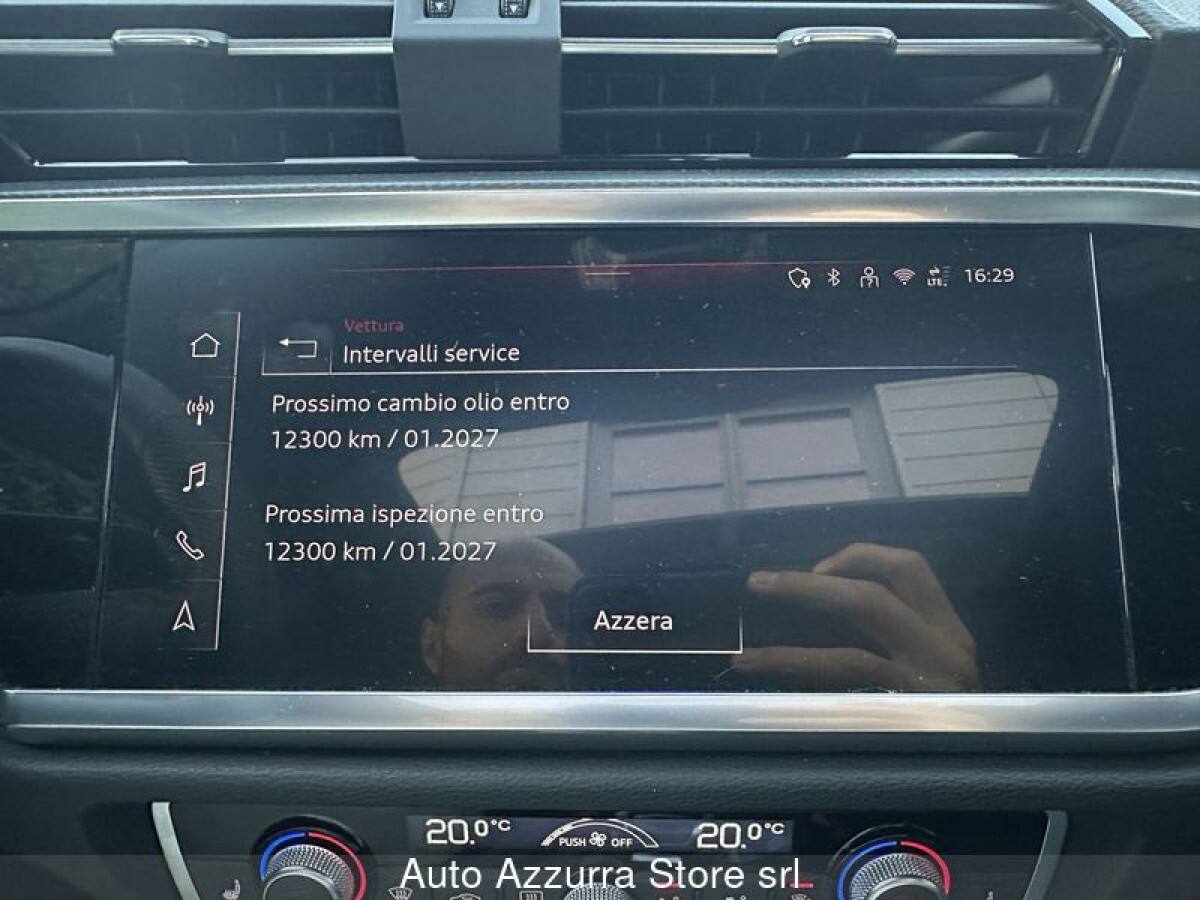 LTE
16:29
Vettura
Intervalli service
Prossimo cambio olio entro
12300 km / 01.2027
Prossima ispezione entro
12300 km / 01.2027
Azzera
20.0°C
PUSH OFF
20.0°C
Auto Azzurra Store srl